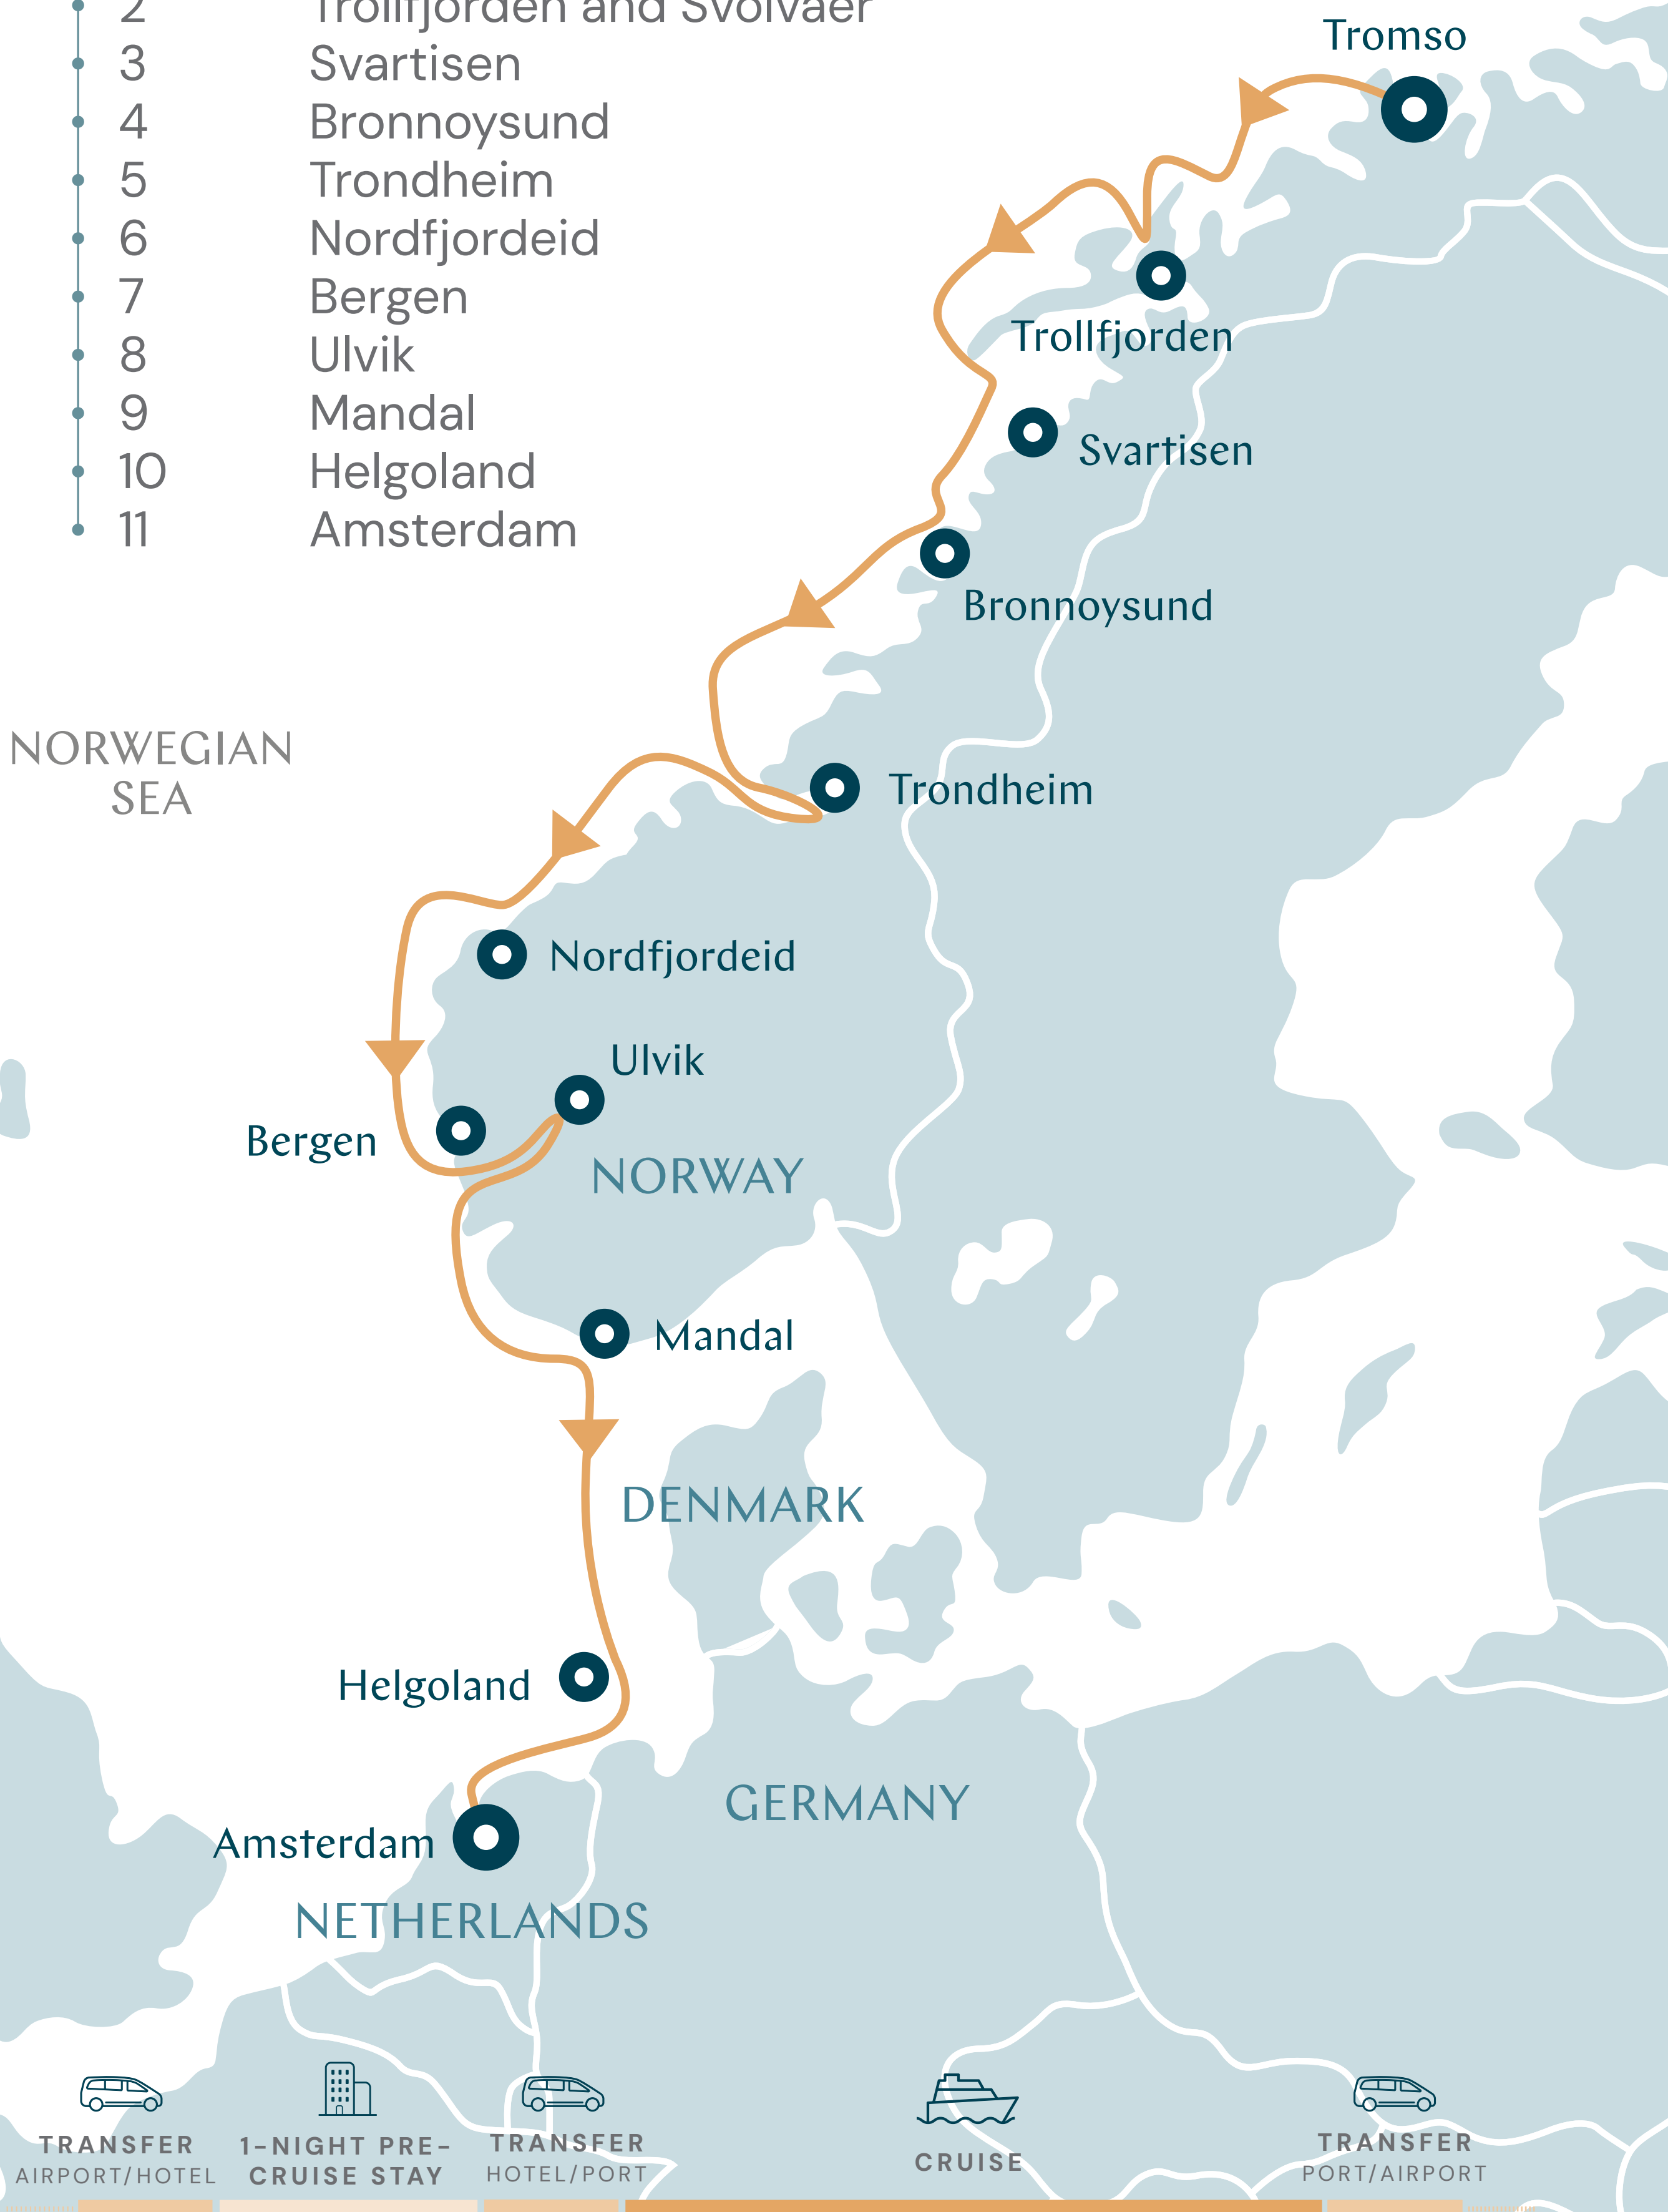 2 Trollfjorden and Svolvaer
3 Svartisen
4 Bronnoysund
5 Trondheim
6 Nordfjordeid
7 Bergen
8 Ulvik
9 Mandal
10 Helgoland
11 Amsterdam
Tromso
Trollfjorden
Svartisen
Bronnoysund
NORWEGIAN
SEA
Trondheim
Nordfjordeid
Ulvik
Bergen
NORWAY
Mandal
DENMARK
Helgoland
GERMANY
Amsterdam
NETHERLANDS
TRANSFER
AIRPORT/HOTEL
1-NIGHT PRE-
CRUISE STAY
TRANSFER
HOTEL/PORT
CRUISE
TRANSFER
PORT/AIRPORT